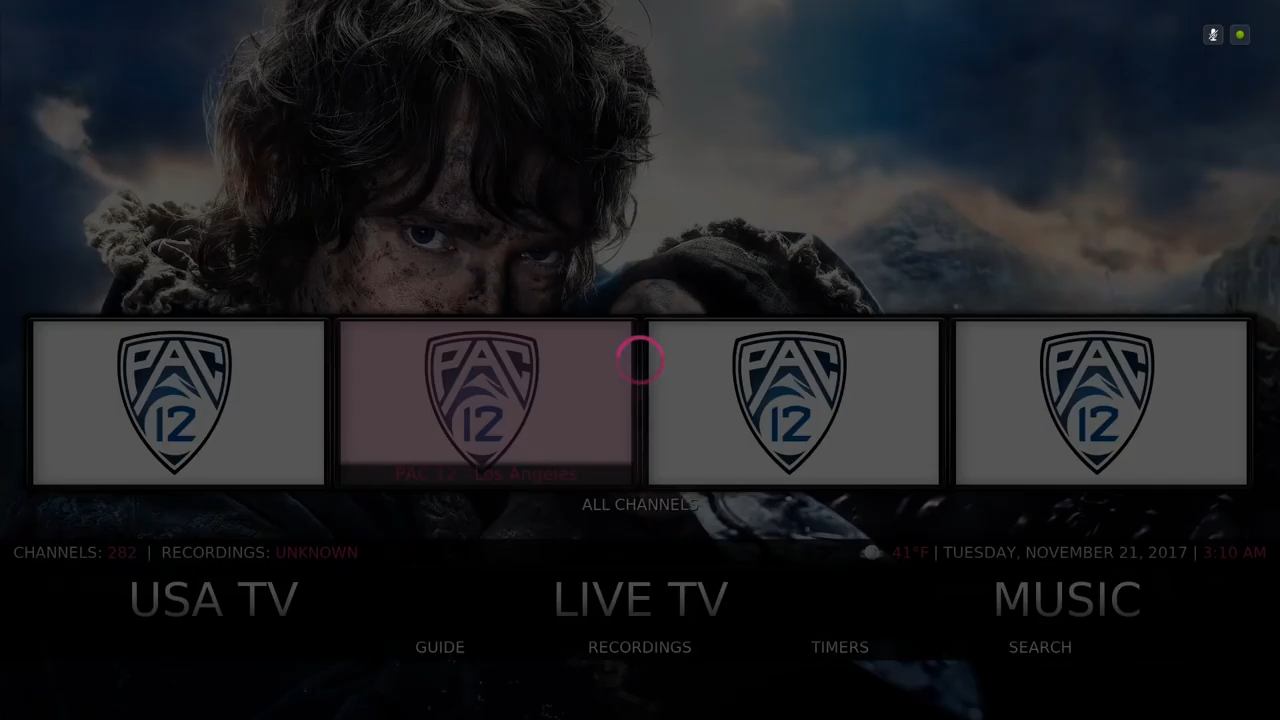 PAC 12
PAC 12
PAC 12
PAC 12
PAC 12 Los Angeles
ALL CHANNELS
CHANNELS: 282 | RECORDINGS: UNKNOWN
41°F | TUESDAY, NOVEMBER 21, 2017 | 3:10 AM
USA TV
LIVE TV
MUSIC
GUIDE
RECORDINGS
TIMERS
SEARCH